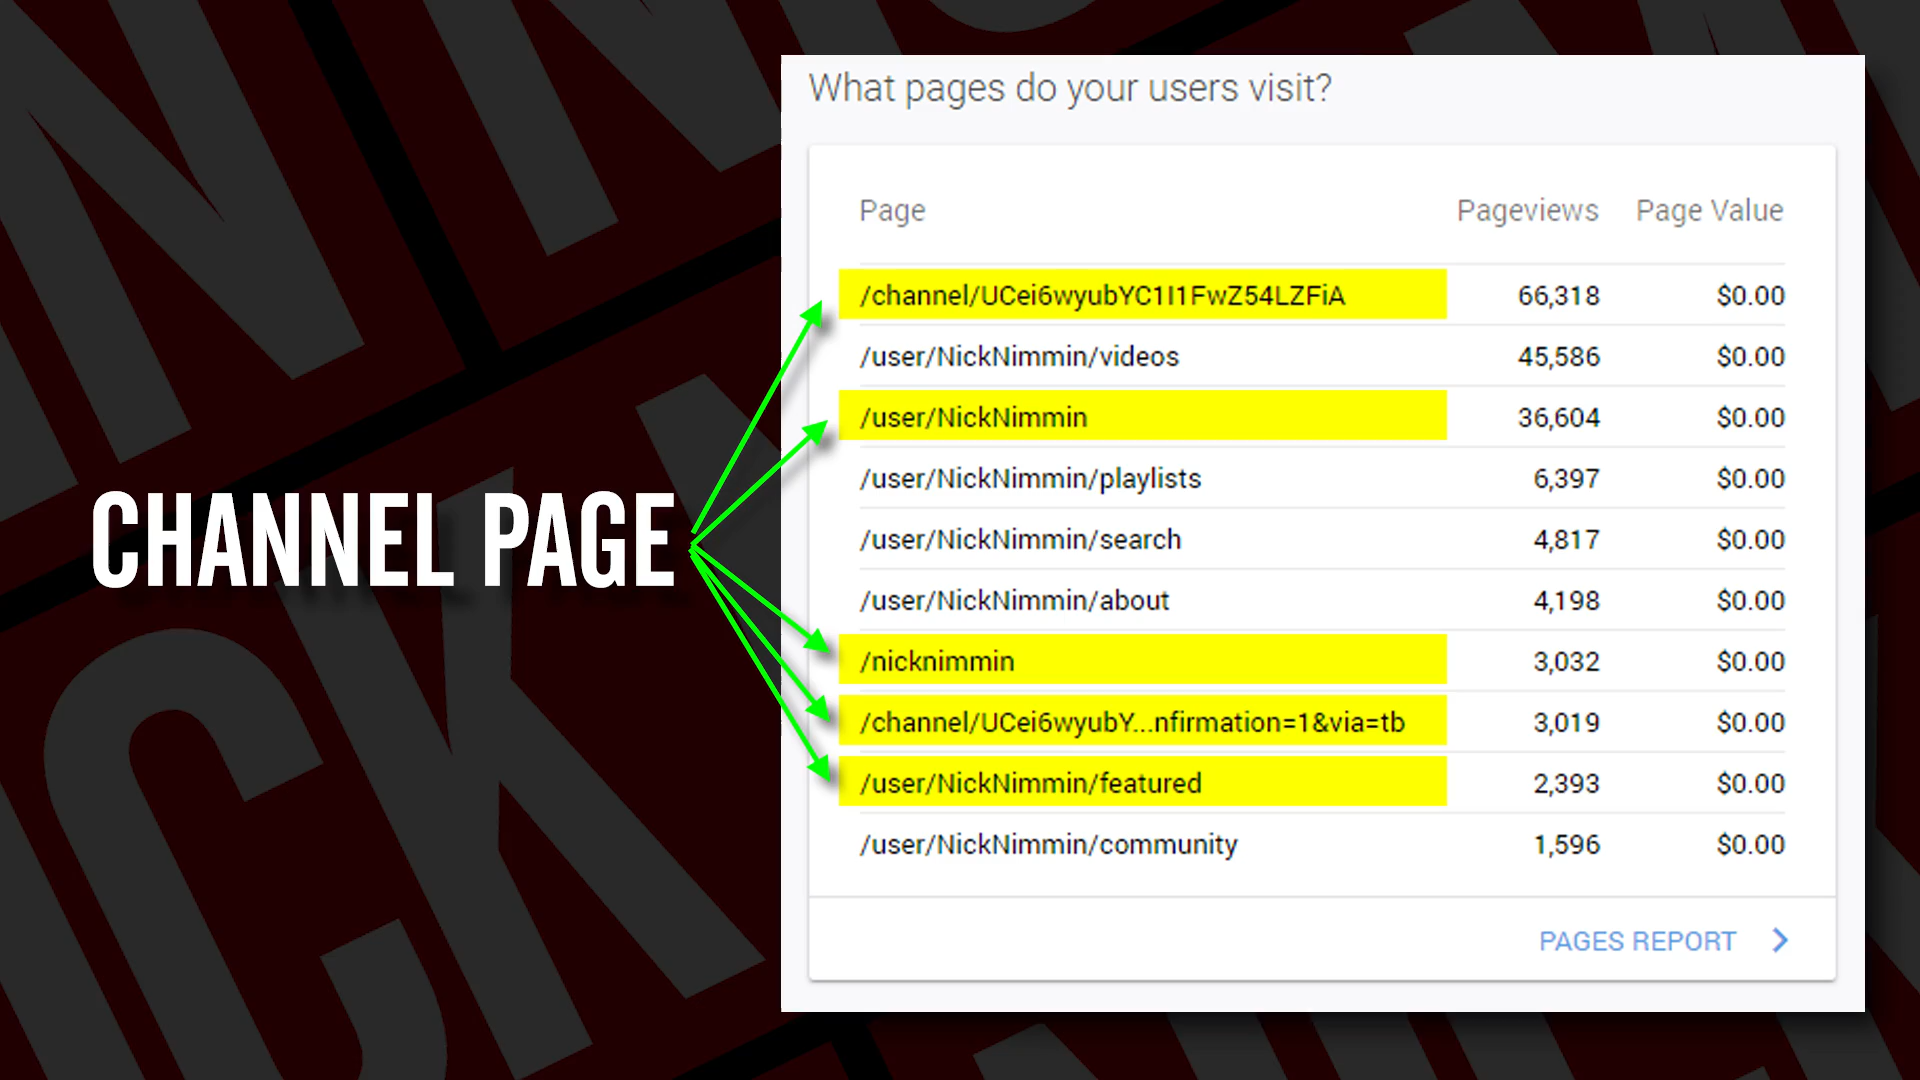 What pages do your users visit?
Page Pageviews Page Value
/channel/UCei6wyubYC1I1FwZ54LZFiA 66,318 $0.00
/user/NickNimmin/videos 45,586 $0.00
/user/NickNimmin 36,604 $0.00
/user/NickNimmin/playlists 6,397 $0.00
/user/NickNimmin/search 4,817 $0.00
/user/NickNimmin/about 4,198 $0.00
/nicknimmin 3,032 $0.00
/channel/UCei6wyubY...nfirmation=1&via=tb 3,019 $0.00
/user/NickNimmin/featured 2,393 $0.00
/user/NickNimmin/community 1,596 $0.00
PAGES REPORT
CHANNEL PAGE